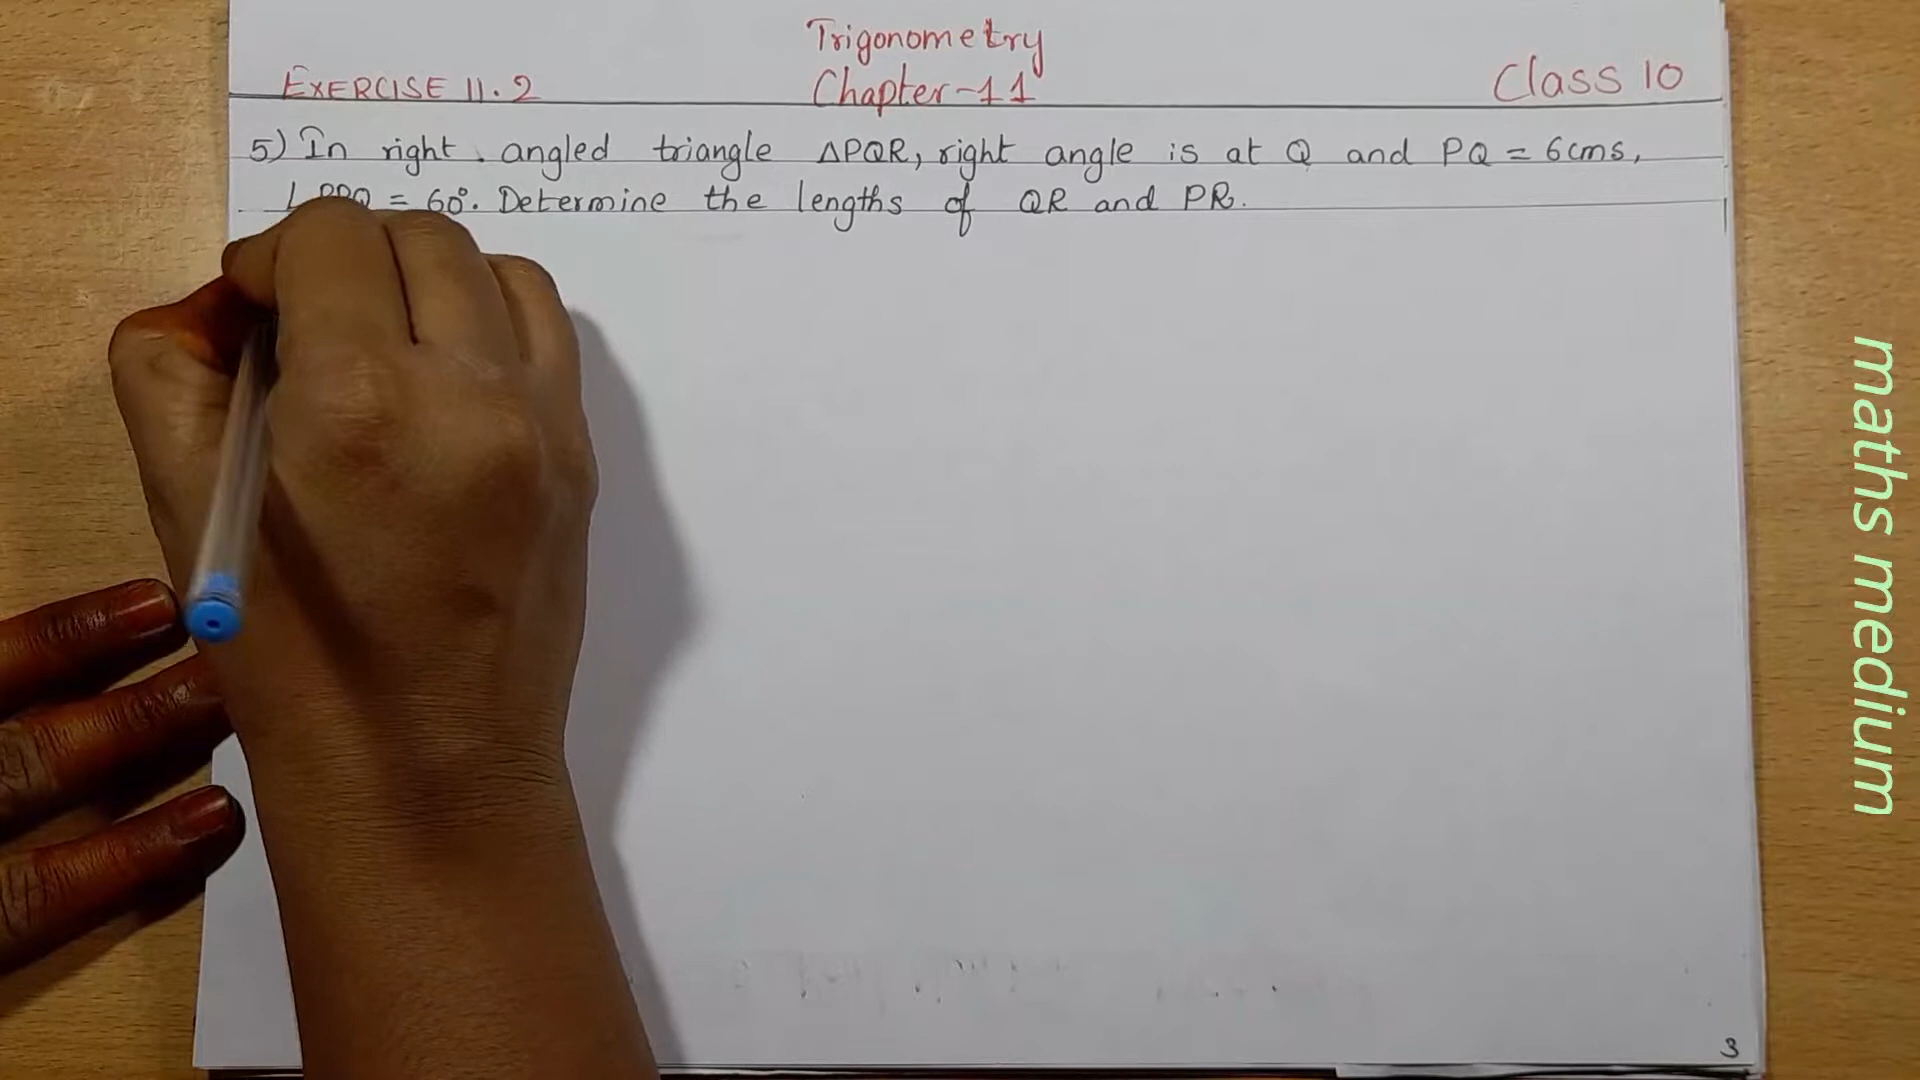 Trigonometry
EXERCISE 11.2 Chapter-11 Class 10
5) In right angled triangle ΔPQR, right angle is at Q and PQ = 6cms,
= 60°. Determine the lengths of QR and PR.
maths medium
3